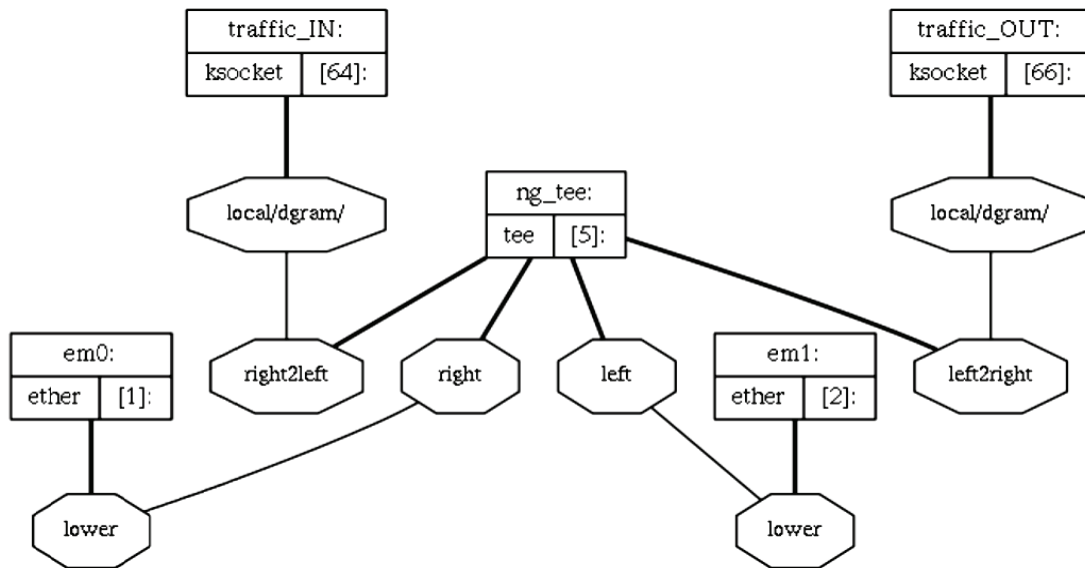 traffic_IN:
ksocket [64]:
traffic_OUT:
ksocket [66]:
local/dgram/
ng_tee:
tee [5]:
local/dgram/
em0:
ether [1]:
right2left
right
left
em1:
ether [2]:
left2right
lower
lower